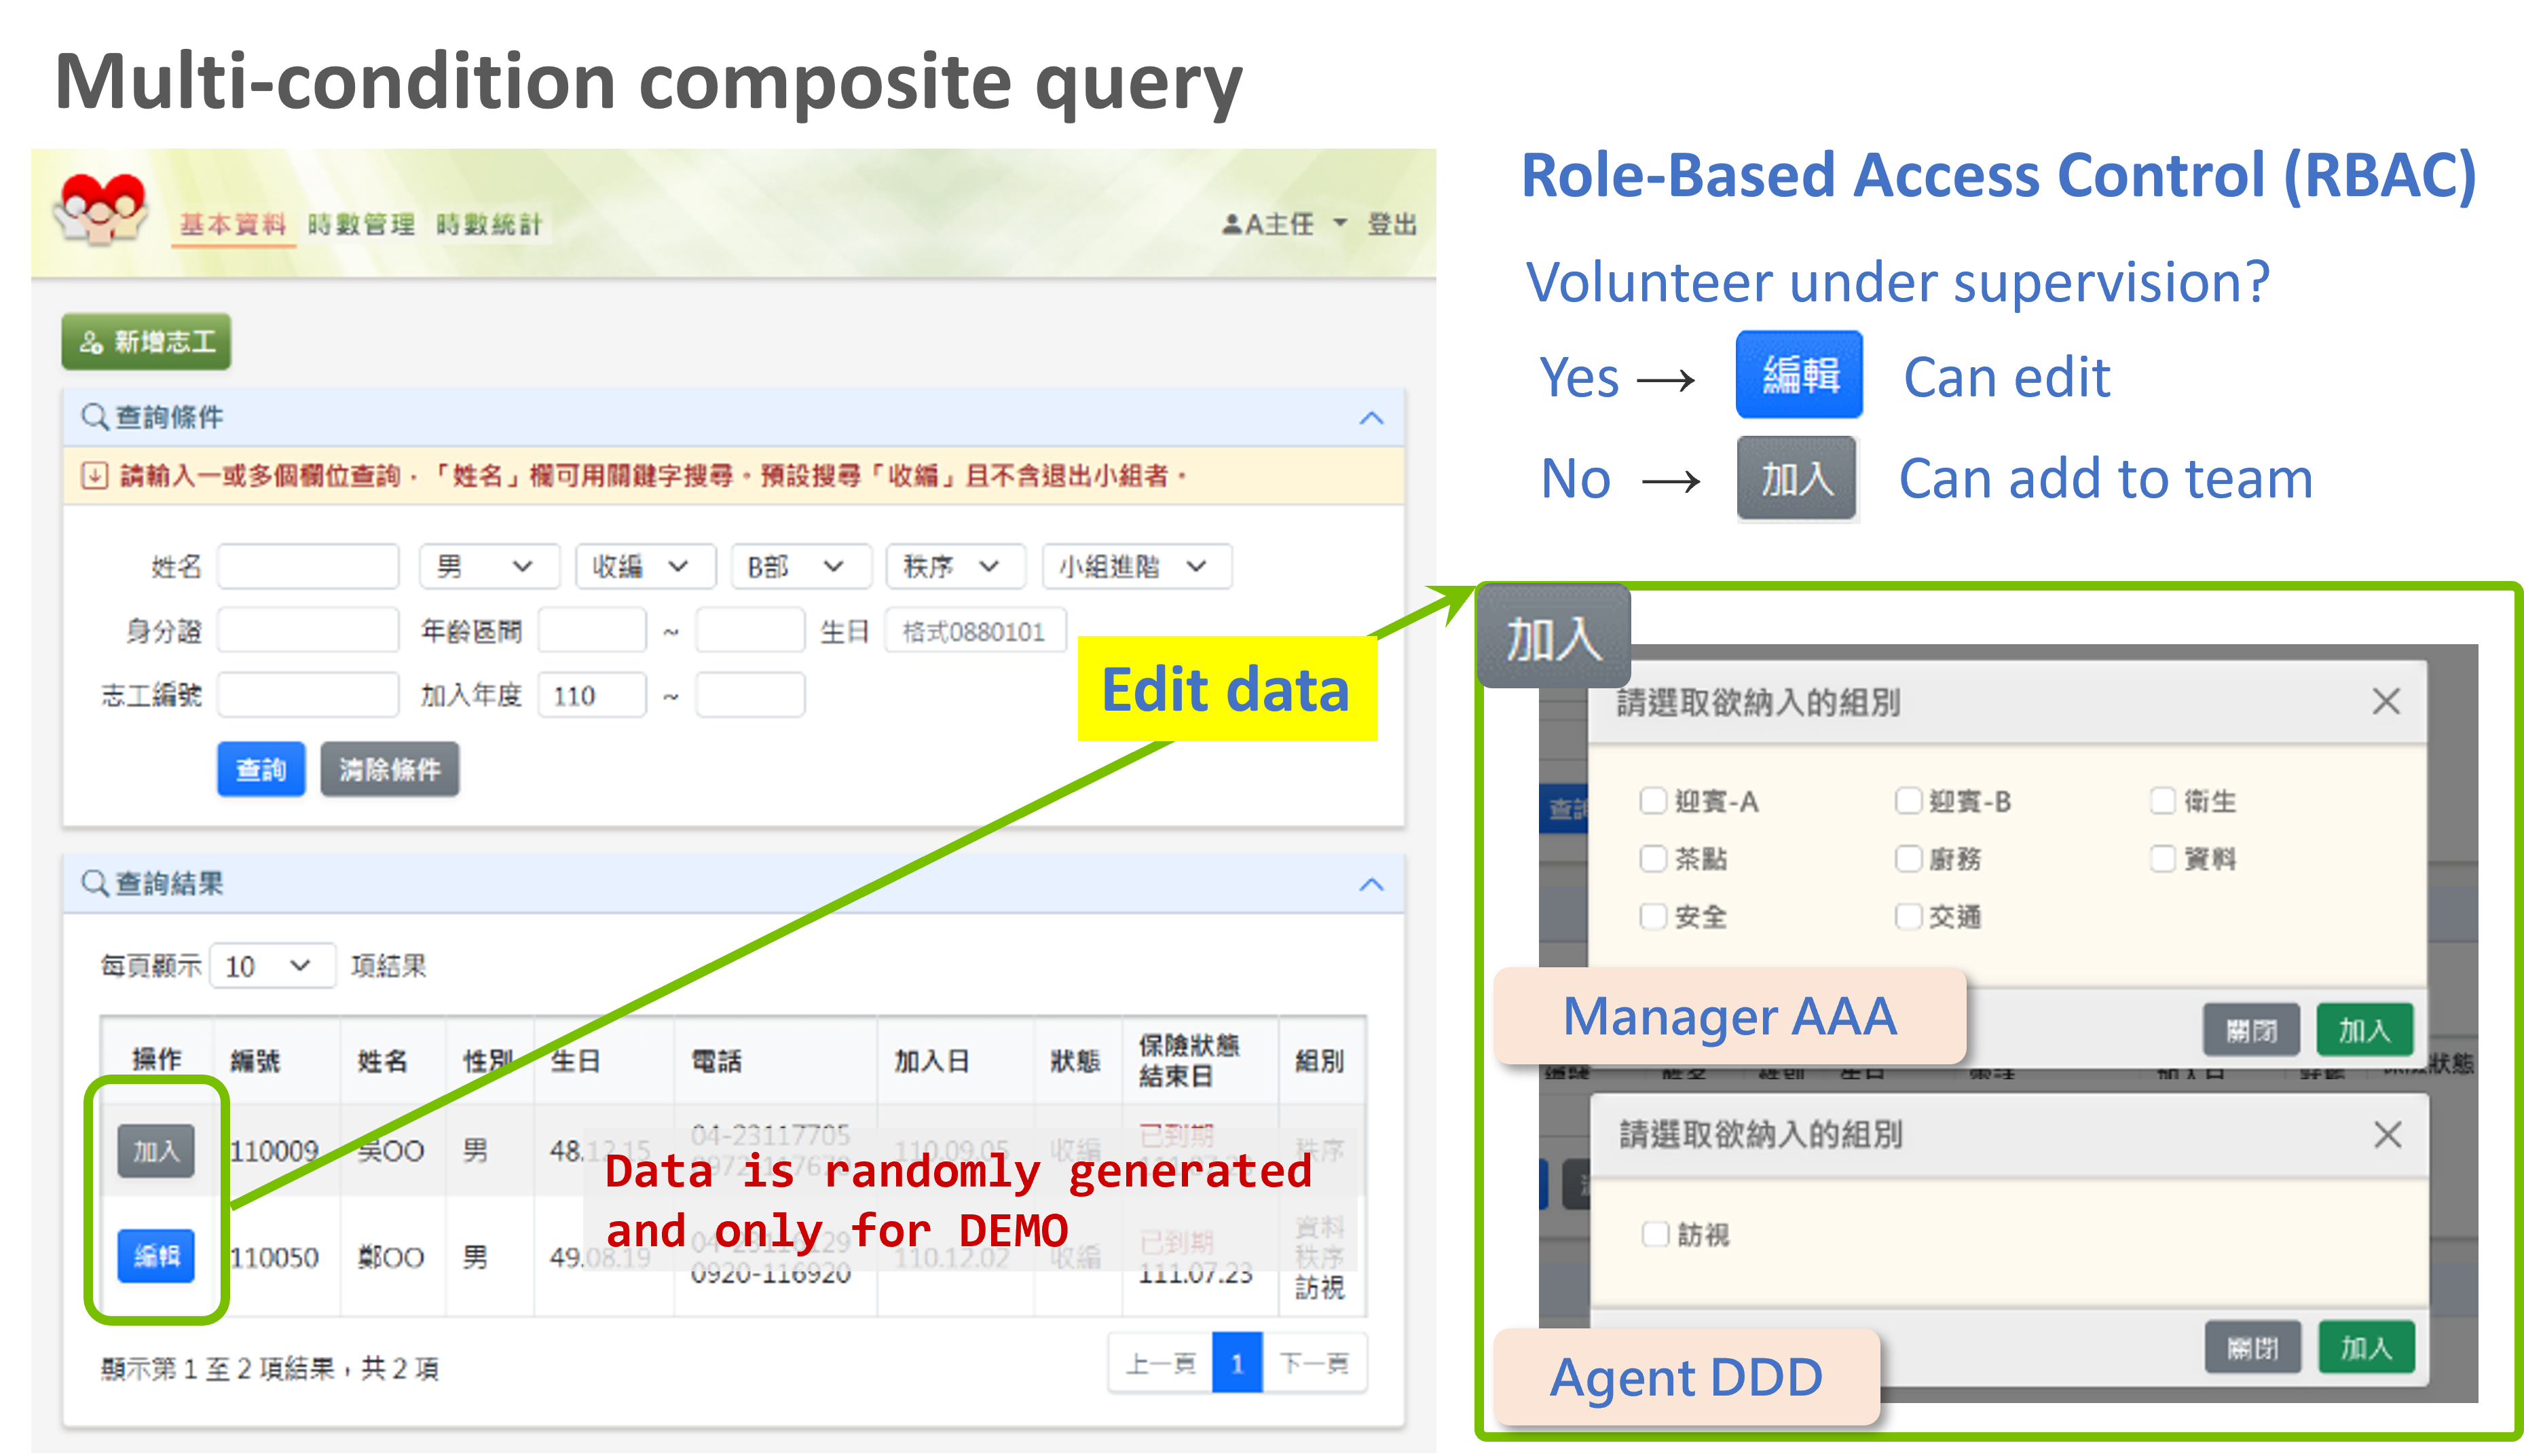 Multi-condition composite query
基本資料 時數管理 時數統計
A主任 登出
新增志工
查詢條件
請輸入一或多個欄位查詢，「姓名」欄可用關鍵字搜尋。預設搜尋「收編」且不含退出小組者。
姓名 男 收編 B部 秩序 小組進階
身分證 年齡區間 ~ 生日 格式0880101
志工編號 加入年度 110 ~
查詢 清除條件
查詢結果
每頁顯示 10 項結果
操作 編號 姓名 性別 生日 電話 加入日 狀態 保險狀態 結束日 組別
加入 110009 吳OO 男 48.12.15 04-23117705 110.09.05 收編 已到期 秩序
編輯 110050 鄭OO 男 49.08.19 0920-116920 110.12.02 收編 已到期 111.07.23 資料 秩序 訪視
Data is randomly generated
and only for DEMO
顯示第 1 至 2 項結果，共 2 項
上一頁 1 下一頁
Edit data
Role-Based Access Control (RBAC)
Volunteer under supervision?
Yes → 編輯 Can edit
No → 加入 Can add to team
加入
請選取欲納入的組別
迎賓-A 迎賓-B 衛生
茶點 廚務 資料
安全 交通
Manager AAA
關閉 加入
請選取欲納入的組別
訪視
Agent DDD
關閉 加入